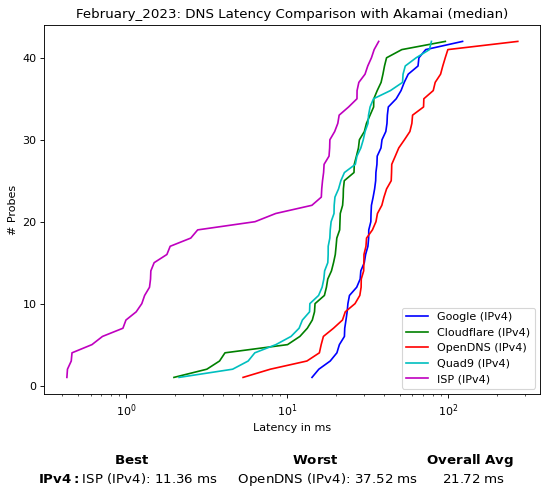 February_2023: DNS Latency Comparison with Akamai (median)
40
30
20
10
0
# Probes
Google (IPv4)
Cloudflare (IPv4)
OpenDNS (IPv4)
Quad9 (IPv4)
ISP (IPv4)
10⁰ 10¹ 10²
Latency in ms
Best Worst Overall Avg
IPv4: ISP (IPv4): 11.36 ms OpenDNS (IPv4): 37.52 ms 21.72 ms